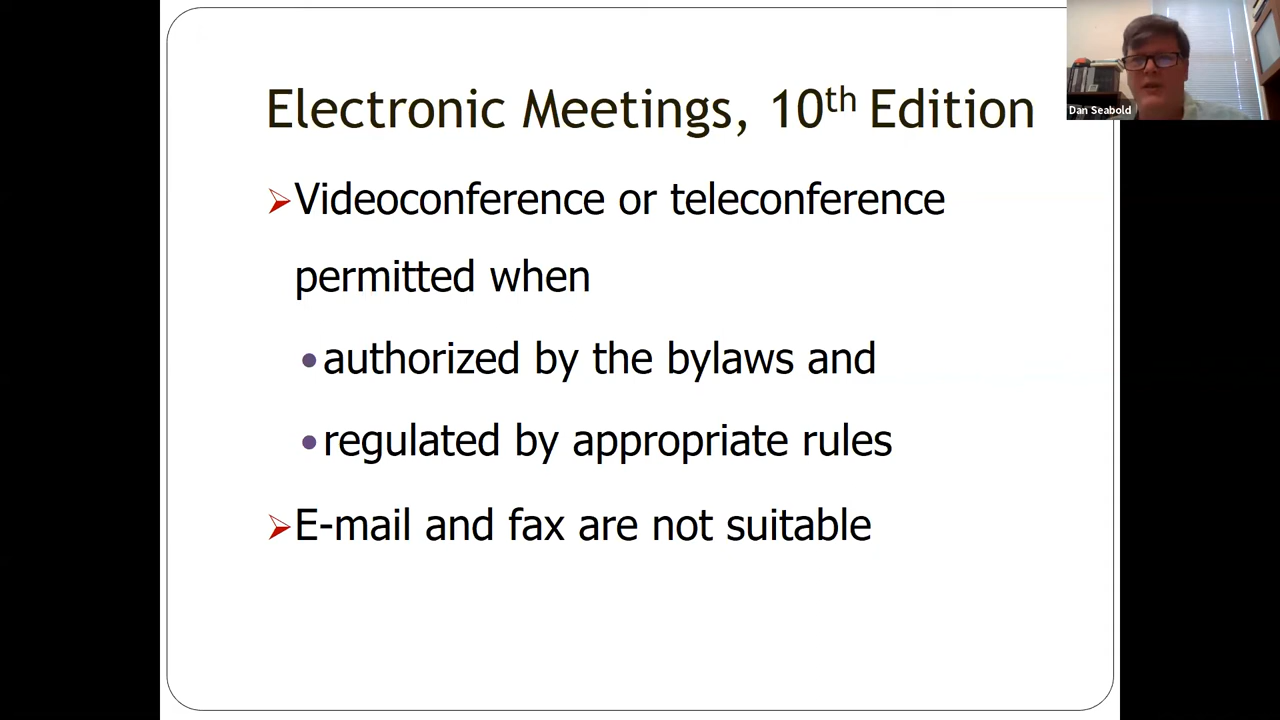 Electronic Meetings, 10th Edition
Videoconference or teleconference
permitted when
authorized by the bylaws and
regulated by appropriate rules
E-mail and fax are not suitable
Dan Seabold